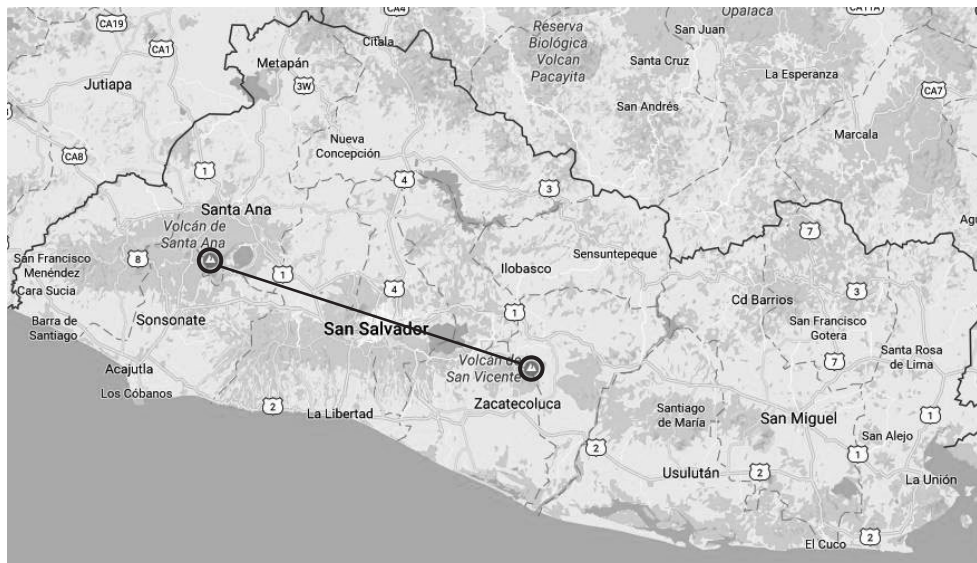 CA19
CA4
Opalaca
CA11A
CA1
Citalá
Reserva
Biológica
Volcán
Pacayita
San Juan
Metapán
Jutiapa
3W
Santa Cruz
La Esperanza
CA7
San Andrés
Marcala
Nueva
Concepción
CA8
1
4
3
Santa Ana
Volcán de
Santa Ana
7
San Francisco
Menéndez
8
1
Sensuntepeque
Ilobasco
Cara Sucia
4
3
Cd Barrios
Barra de
Santiago
Sonsonate
San Salvador
1
San Francisco
Gotera
Santa Rosa
de Lima
Volcán de
San Vicente
7
Acajutla
Los Cóbanos
2
La Libertad
Zacatecoluca
Santiago
de María
San Miguel
1
San Alejo
2
1
Usulután
2
La Unión
El Cuco
2